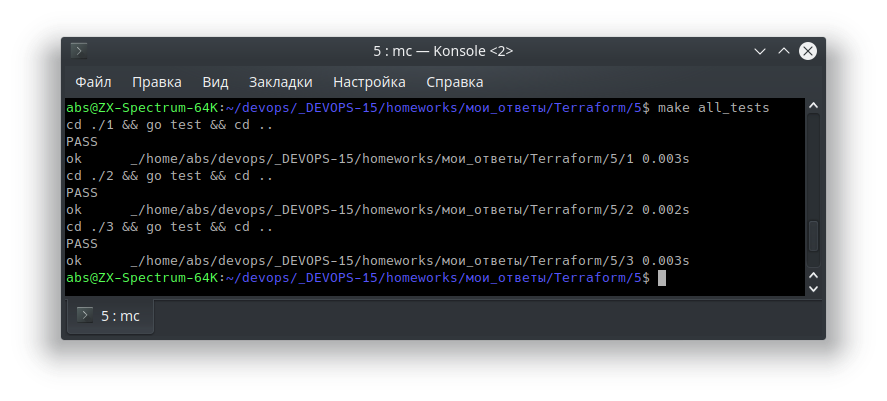 5 : mc — Konsole <2>
Файл Правка Вид Закладки Настройка Справка
abs@ZX-Spectrum-64K:~/devops/_DEVOPS-15/homeworks/мои_ответы/Terraform/5$ make all_tests
cd ./1 && go test && cd ..
PASS
ok      _/home/abs/devops/_DEVOPS-15/homeworks/мои_ответы/Terraform/5/1 0.003s
cd ./2 && go test && cd ..
PASS
ok      _/home/abs/devops/_DEVOPS-15/homeworks/мои_ответы/Terraform/5/2 0.002s
cd ./3 && go test && cd ..
PASS
ok      _/home/abs/devops/_DEVOPS-15/homeworks/мои_ответы/Terraform/5/3 0.003s
abs@ZX-Spectrum-64K:~/devops/_DEVOPS-15/homeworks/мои_ответы/Terraform/5$
5 : mc